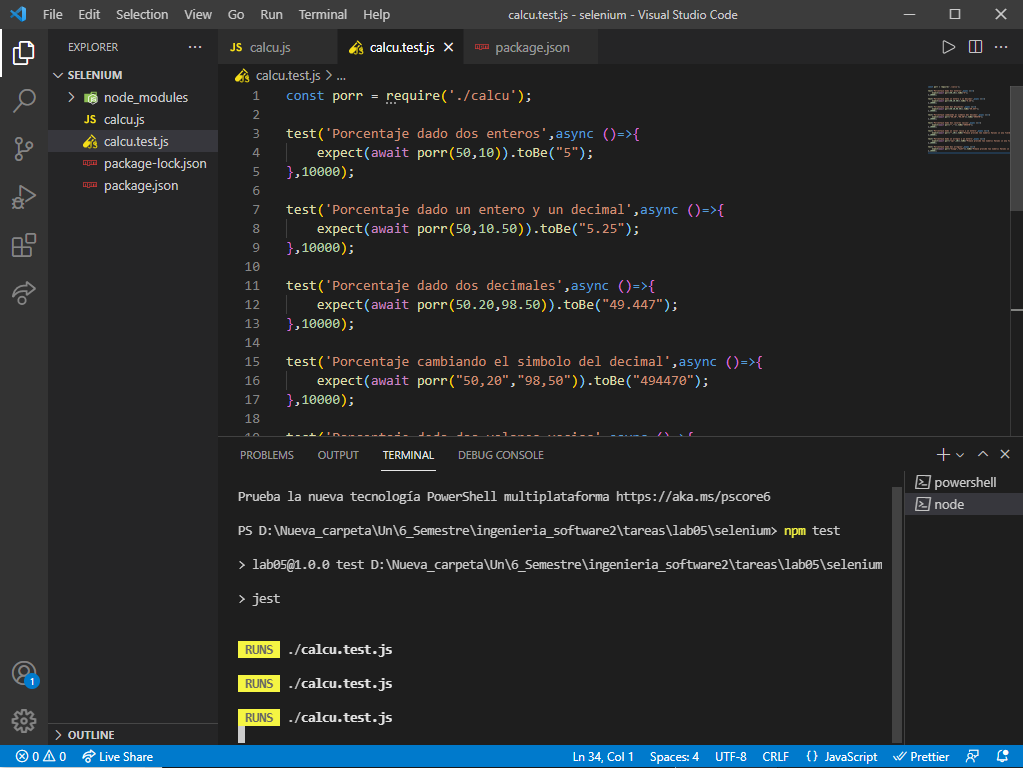 File Edit Selection View Go Run Terminal Help calcu.test.js - selenium - Visual Studio Code
EXPLORER
SELENIUM
node_modules
JS calcu.js
calcu.test.js
package-lock.json
package.json
OUTLINE
JS calcu.js calcu.test.js package.json
calcu.test.js > ...
1 const porr = require('./calcu');
2
3 test('Porcentaje dado dos enteros',async ()=>{
4 expect(await porr(50,10)).toBe("5");
5 },10000);
6
7 test('Porcentaje dado un entero y un decimal',async ()=>{
8 expect(await porr(50,10.50)).toBe("5.25");
9 },10000);
10
11 test('Porcentaje dado dos decimales',async ()=>{
12 expect(await porr(50.20,98.50)).toBe("49.447");
13 },10000);
14
15 test('Porcentaje cambiando el simbolo del decimal',async ()=>{
16 expect(await porr("50,20","98,50")).toBe("494470");
17 },10000);
18
19 test('Porcentaje dado dos valores vacios',async ()=>{
PROBLEMS OUTPUT TERMINAL DEBUG CONSOLE
Prueba la nueva tecnología PowerShell multiplataforma https://aka.ms/pscore6
PS D:\Nueva_carpeta\Un\6_Semestre\ingenieria_software2\tareas\lab05\selenium> npm test
> lab05@1.0.0 test D:\Nueva_carpeta\Un\6_Semestre\ingenieria_software2\tareas\lab05\selenium
> jest
RUNS ./calcu.test.js
RUNS ./calcu.test.js
RUNS ./calcu.test.js
powershell
node
1
0 0 Live Share Ln 34, Col 1 Spaces: 4 UTF-8 CRLF {} JavaScript Prettier